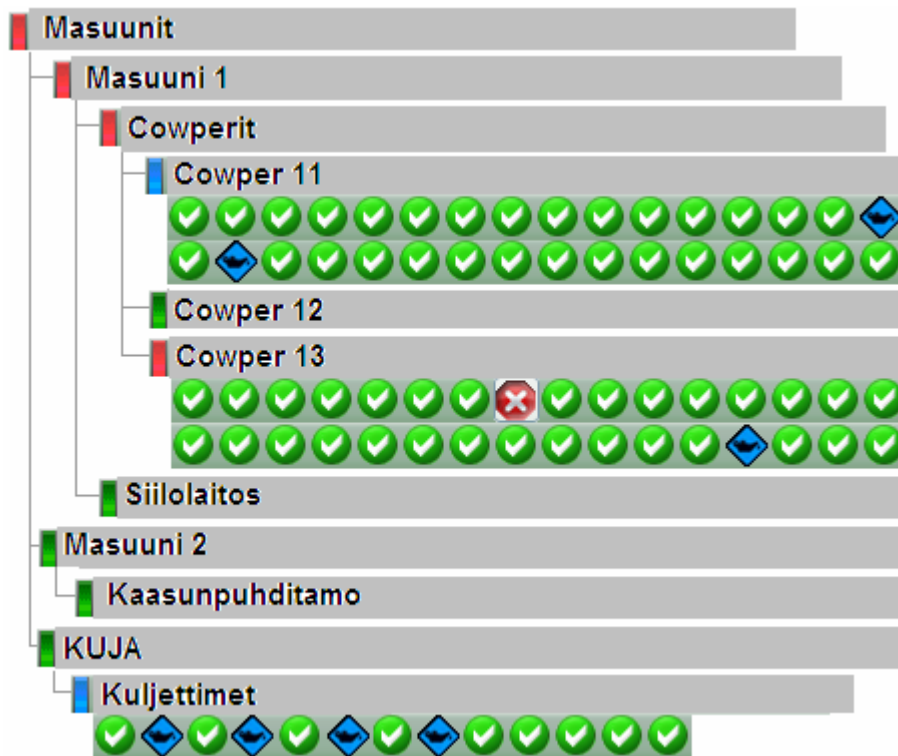 Masuunit
Masuuni 1
Cowperit
Cowper 11
Cowper 12
Cowper 13
Siilolaitos
Masuuni 2
Kaasunpuhditamo
KUJA
Kuljettimet